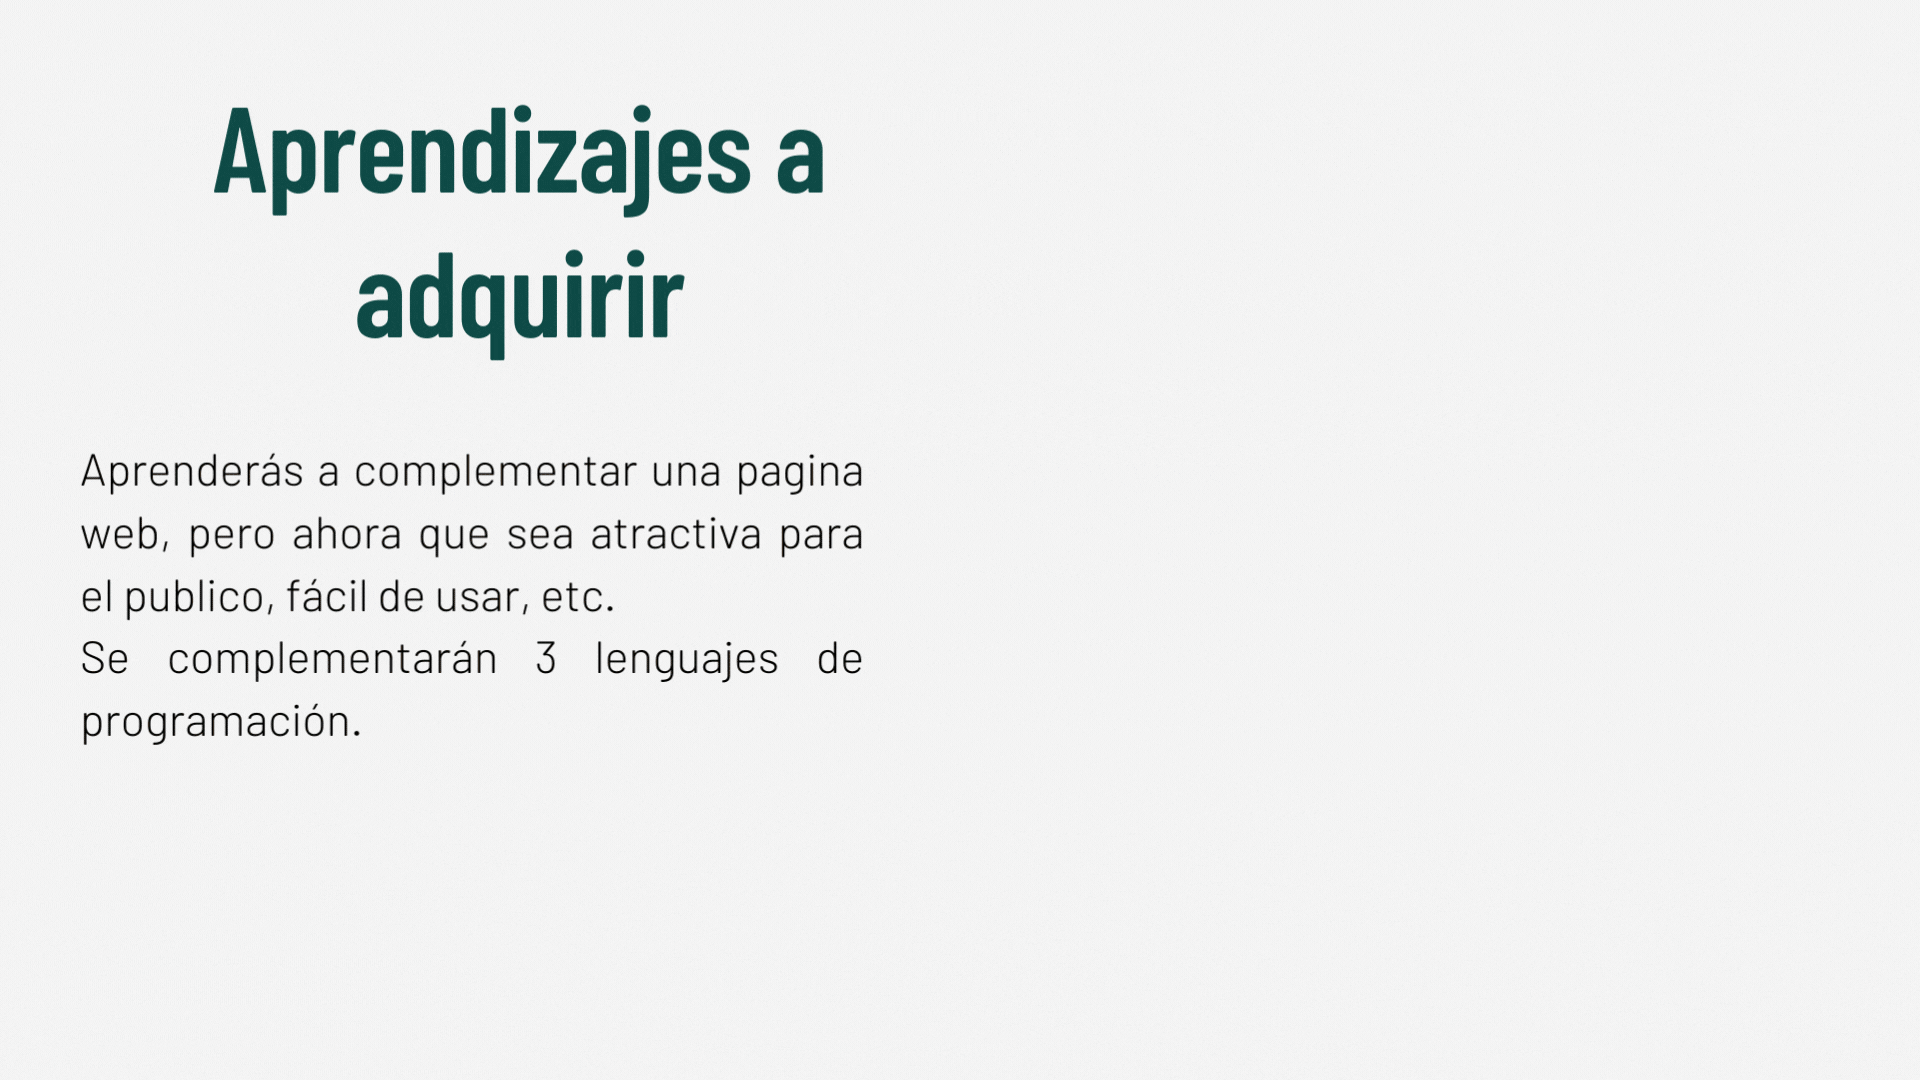 Aprendizajes a
adquirir
Aprenderás a complementar una pagina
web, pero ahora que sea atractiva para
el publico, fácil de usar, etc.
Se complementarán 3 lenguajes de
programación.